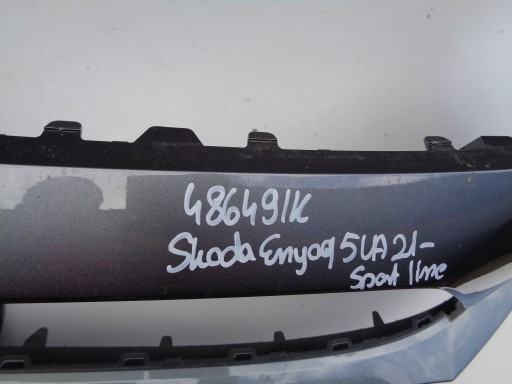 486491K
Skoda Enyaq 5LA 21-
Sport line